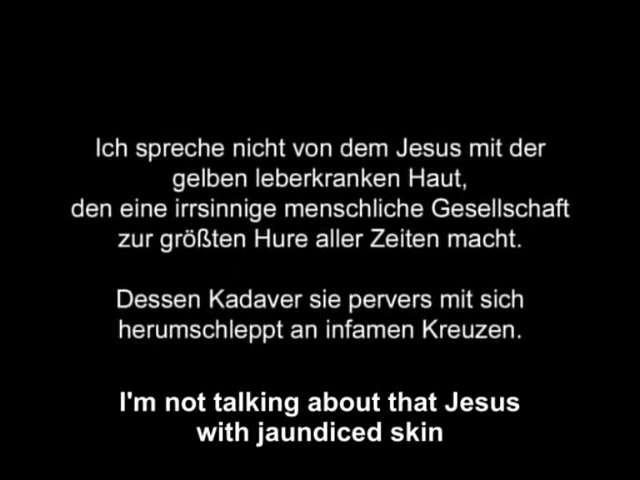 Ich spreche nicht von dem Jesus mit der
gelben leberkranken Haut,
den eine irrsinnige menschliche Gesellschaft
zur größten Hure aller Zeiten macht.
Dessen Kadaver sie pervers mit sich
herumschleppt an infamen Kreuzen.
I'm not talking about that Jesus
with jaundiced skin